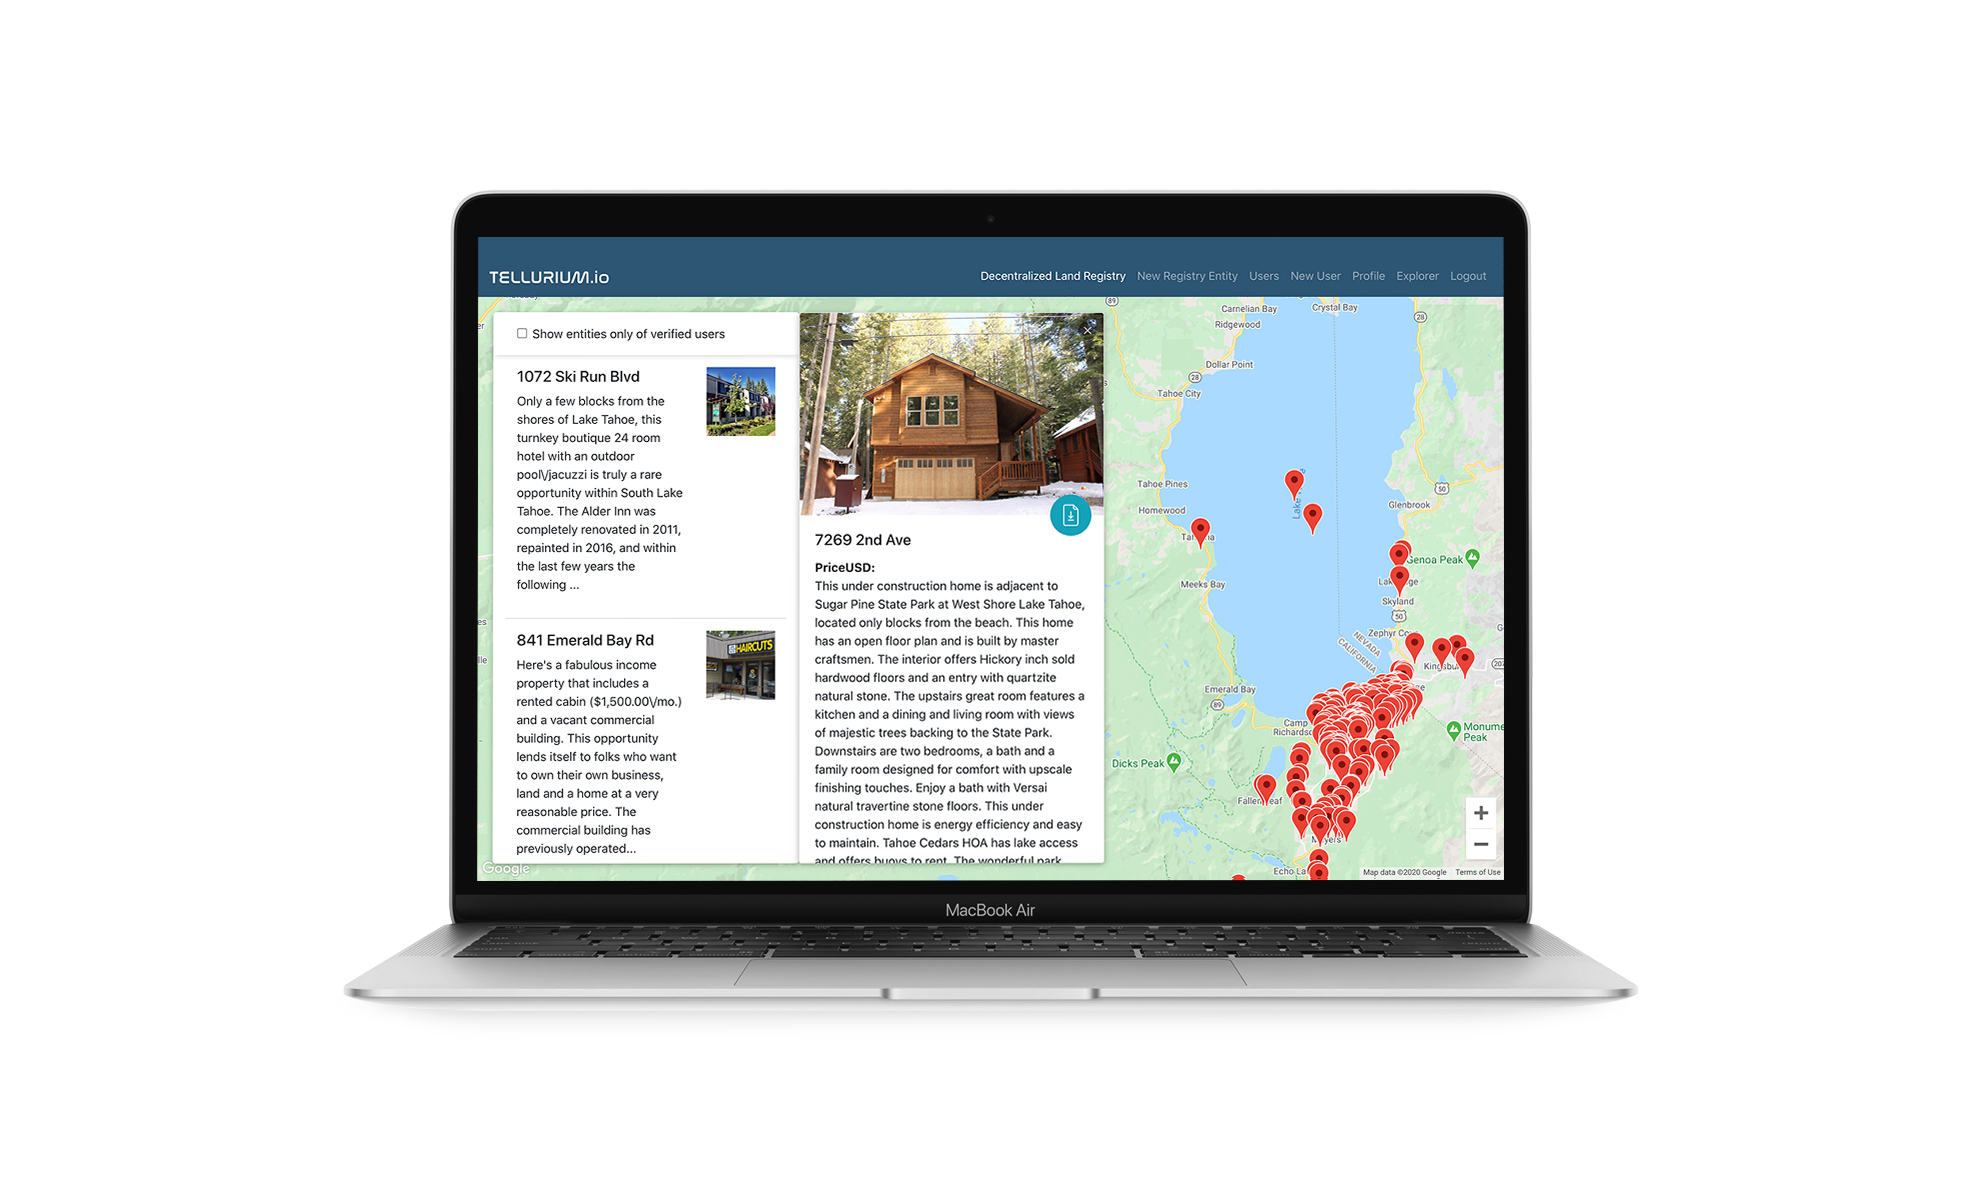 TELLURIUM.io
Decentralized Land Registry New Registry Entity Users New User Profile Explorer Logout
Show entities only of verified users
1072 Ski Run Blvd
Only a few blocks from the
shores of Lake Tahoe, this
turnkey boutique 24 room
hotel with an outdoor
pool\/jacuzzi is truly a rare
opportunity within South Lake
Tahoe. The Alder Inn was
completely renovated in 2011,
repainted in 2016, and within
the last few years the
following ...
841 Emerald Bay Rd
HAIRCUTS
Here's a fabulous income
property that includes a
rented cabin ($1,500.00\/mo.)
and a vacant commercial
building. This opportunity
lends itself to folks who want
to own their own business,
land and a home at a very
reasonable price. The
commercial building has
previously operated...
7269 2nd Ave
PriceUSD:
This under construction home is adjacent to
Sugar Pine State Park at West Shore Lake Tahoe,
located only blocks from the beach. This home
has an open floor plan and is built by master
craftsmen. The interior offers Hickory inch sold
hardwood floors and an entry with quartzite
natural stone. The upstairs great room features a
kitchen and a dining and living room with views
of majestic trees backing to the State Park.
Downstairs are two bedrooms, a bath and a
family room designed for comfort with upscale
finishing touches. Enjoy a bath with Versai
natural travertine stone floors. This under
construction home is energy efficiency and easy
to maintain. Tahoe Cedars HOA has lake access
and offers buoys to rent. The wonderful park
89
Carnelian Bay
Crystal Bay
28
Ridgewood
Dollar Point
28
Tahoe City
Tahoe Pines
50
Homewood
Glenbrook
Lake
Genoa Peak
Meeks Bay
Skyland
50
Zephyr
NEVADA
CALIFORNIA
207
Emerald Bay
89
Camp
Monume
Peak
Dicks Peak
Echo La
+
−
Google
Map data ©2020 Google Terms of Use
MacBook Air